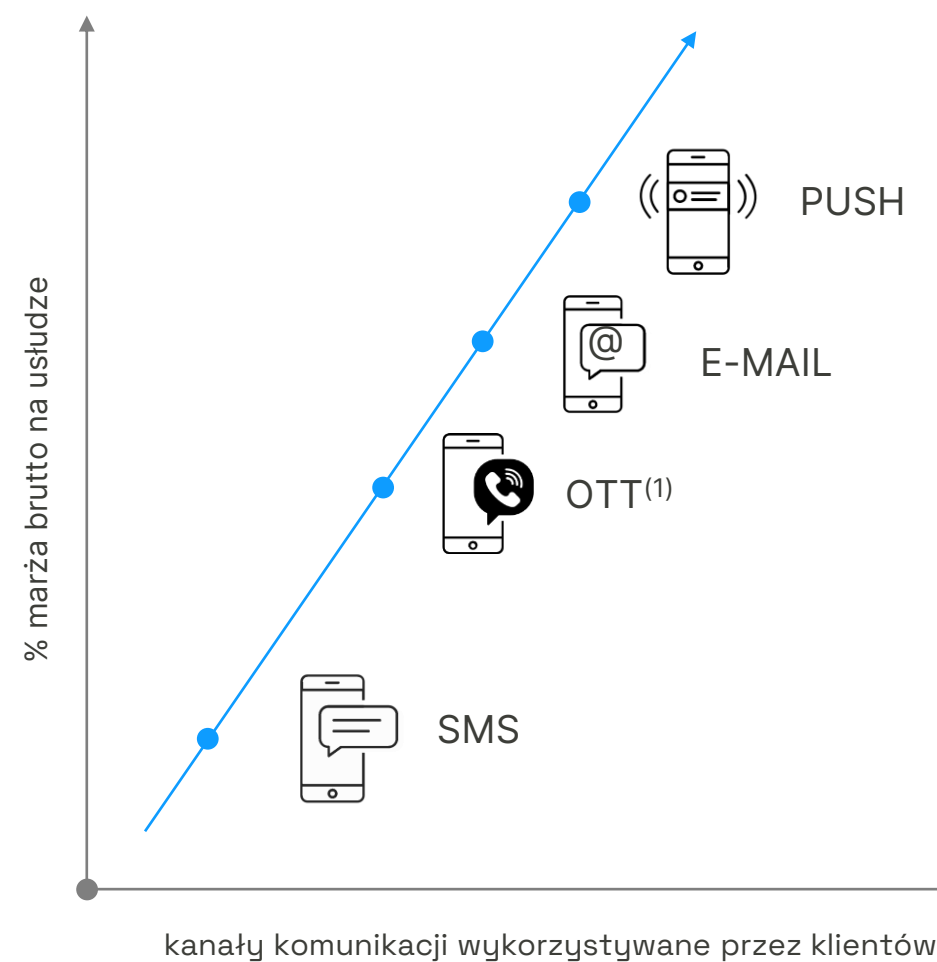 PUSH
@
E-MAIL
OTT(1)
SMS
% marża brutto na usłudze
kanały komunikacji wykorzystywane przez klientów